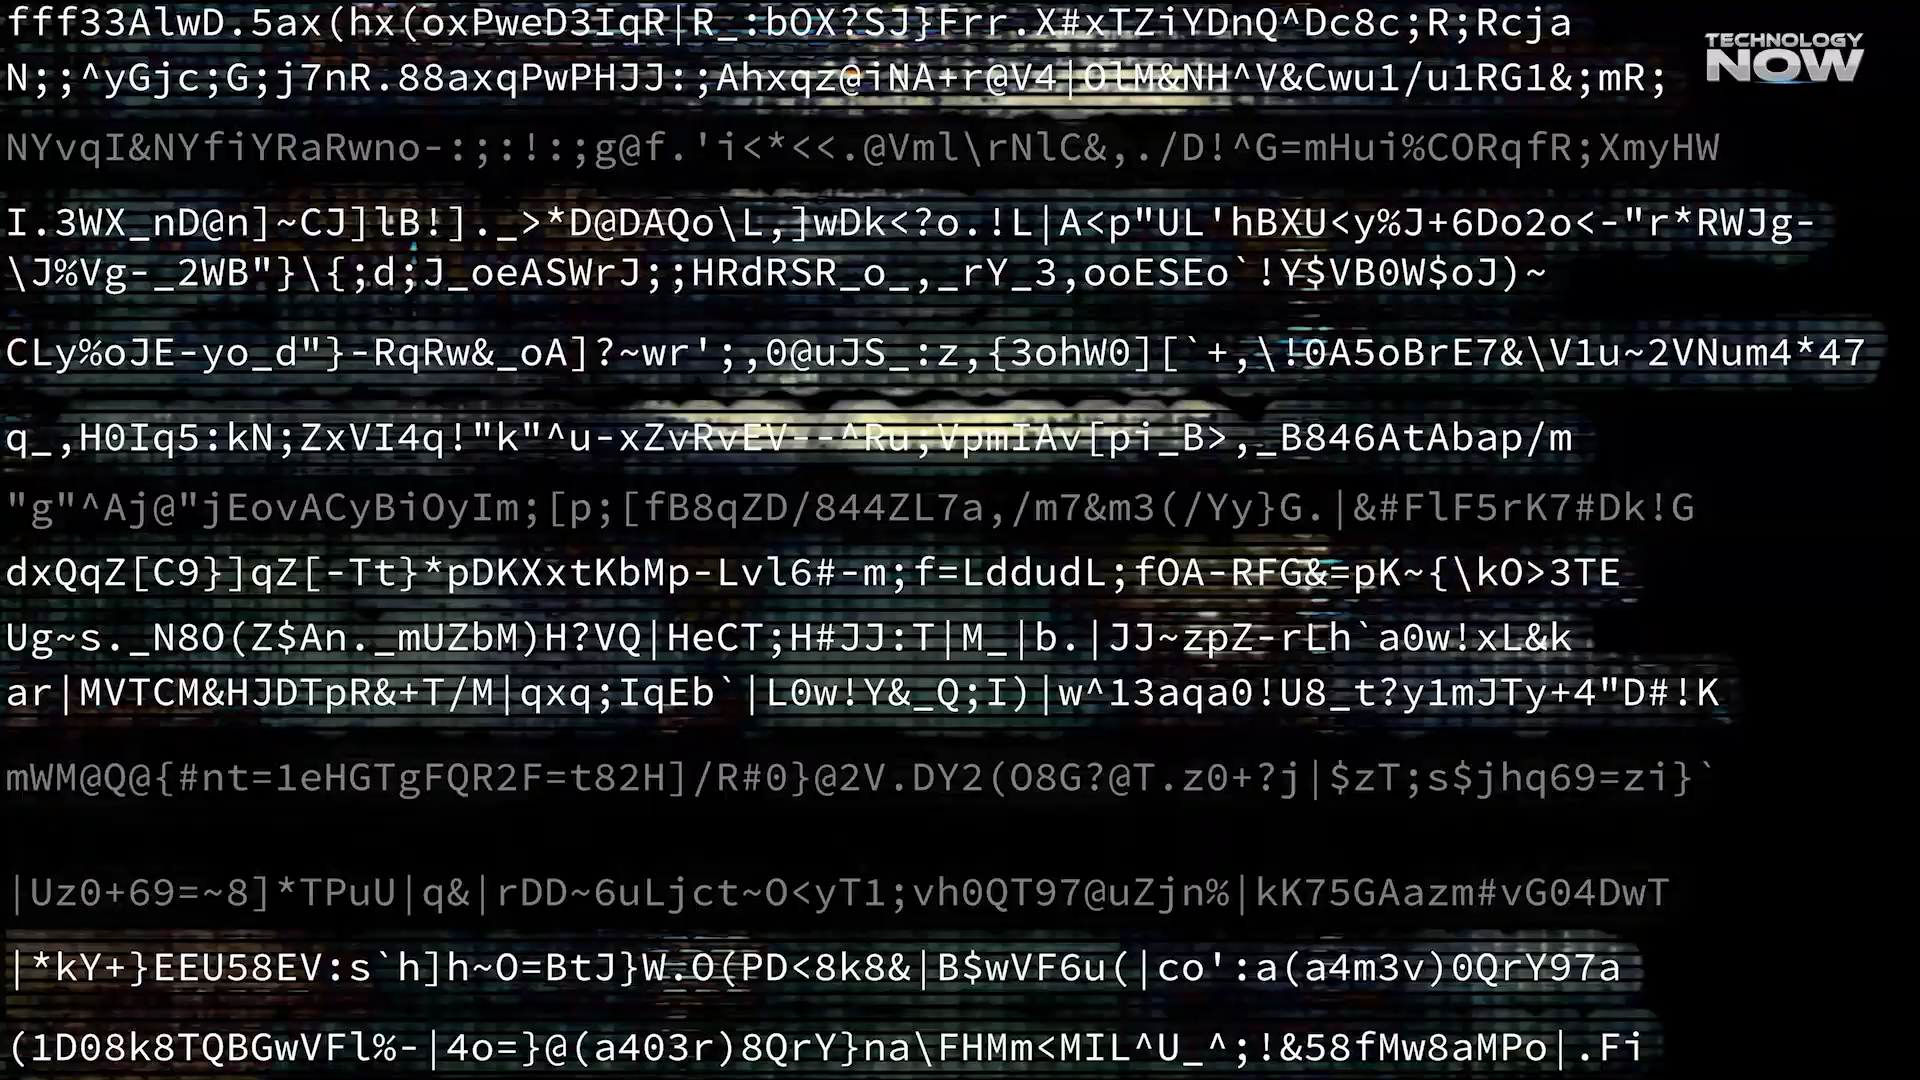 fff33AlwD.5ax(hx(oxPweD3IqR|R_:bOX?SJ}Frr.X#xTZiYDnQ^Dc8c;R;Rcja
TECHNOLOGY
NOW
N;;^yGjc;G;j7nR.88axqPwPHJJ:;Ahxqz@iNA+r@V4|OlM&NH^V&Cwu1/u1RG1&;mR;
NYvqI&NYfiYRaRwno-:;:!:;g@f.'i<*<<.@Vml\rNlC&,./D!^G=mHui%CORqfR;XmyHW
I.3WX_nD@n]~CJ]lB!]._>*D@DAQo\L,]wDk<?o.!L|A<p"UL'hBXU<y%J+6Do2o<-"r*RWJg-
\J%Vg-_2WB"}\{;d;J_oeASWrJ;;HRdRSR_o_,_rY_3,ooESEo`!Y$VB0W$oJ)~
CLy%oJE-yo_d"}-RqRw&_oA]?~wr';,0@uJS_:z,{3ohW0][`+,\!0A5oBrE7&\V1u~2VNum4*47
q_,H0Iq5:kN;ZxVI4q!"k"^u-xZvRvEV--^Ru;VpmIAv[pi_B>,_B846AtAbap/m
"g"^Aj@"jEovACyBiOyIm;[p;[fB8qZD/844ZL7a,/m7&m3(/Yy}G.|&#FlF5rK7#Dk!G
dxQqZ[C9}]qZ[-Tt}*pDKXxtKbMp-Lvl6#-m;f=LddudL;fOA-RFG&=pK~{\kO>3TE
Ug~s._N8O(Z$An._mUZbM)H?VQ|HeCT;H#JJ:T|M_|b.|JJ~zpZ-rLh`a0w!xL&k
ar|MVTCM&HJDTpR&+T/M|qxq;IqEb`|L0w!Y&_Q;I)|w^13aqa0!U8_t?y1mJTy+4"D#!K
mWM@Q@{#nt=1eHGTgFQR2F=t82H]/R#0}@2V.DY2(O8G?@T.z0+?j|$zT;s$jhq69=zi}`
|Uz0+69=~8]*TPuU|q&|rDD~6uLjct~O<yT1;vh0QT97@uZjn%|kK75GAazm#vG04DwT
|*kY+}EEU58EV:s`h]h~O=BtJ}W.O(PD<8k8&|B$wVF6u(|co':a(a4m3v)0QrY97a
(1D08k8TQBGwVFl%-|4o=}@(a403r)8QrY}na\FHMm<MIL^U_^;!&58fMw8aMPo|.Fi